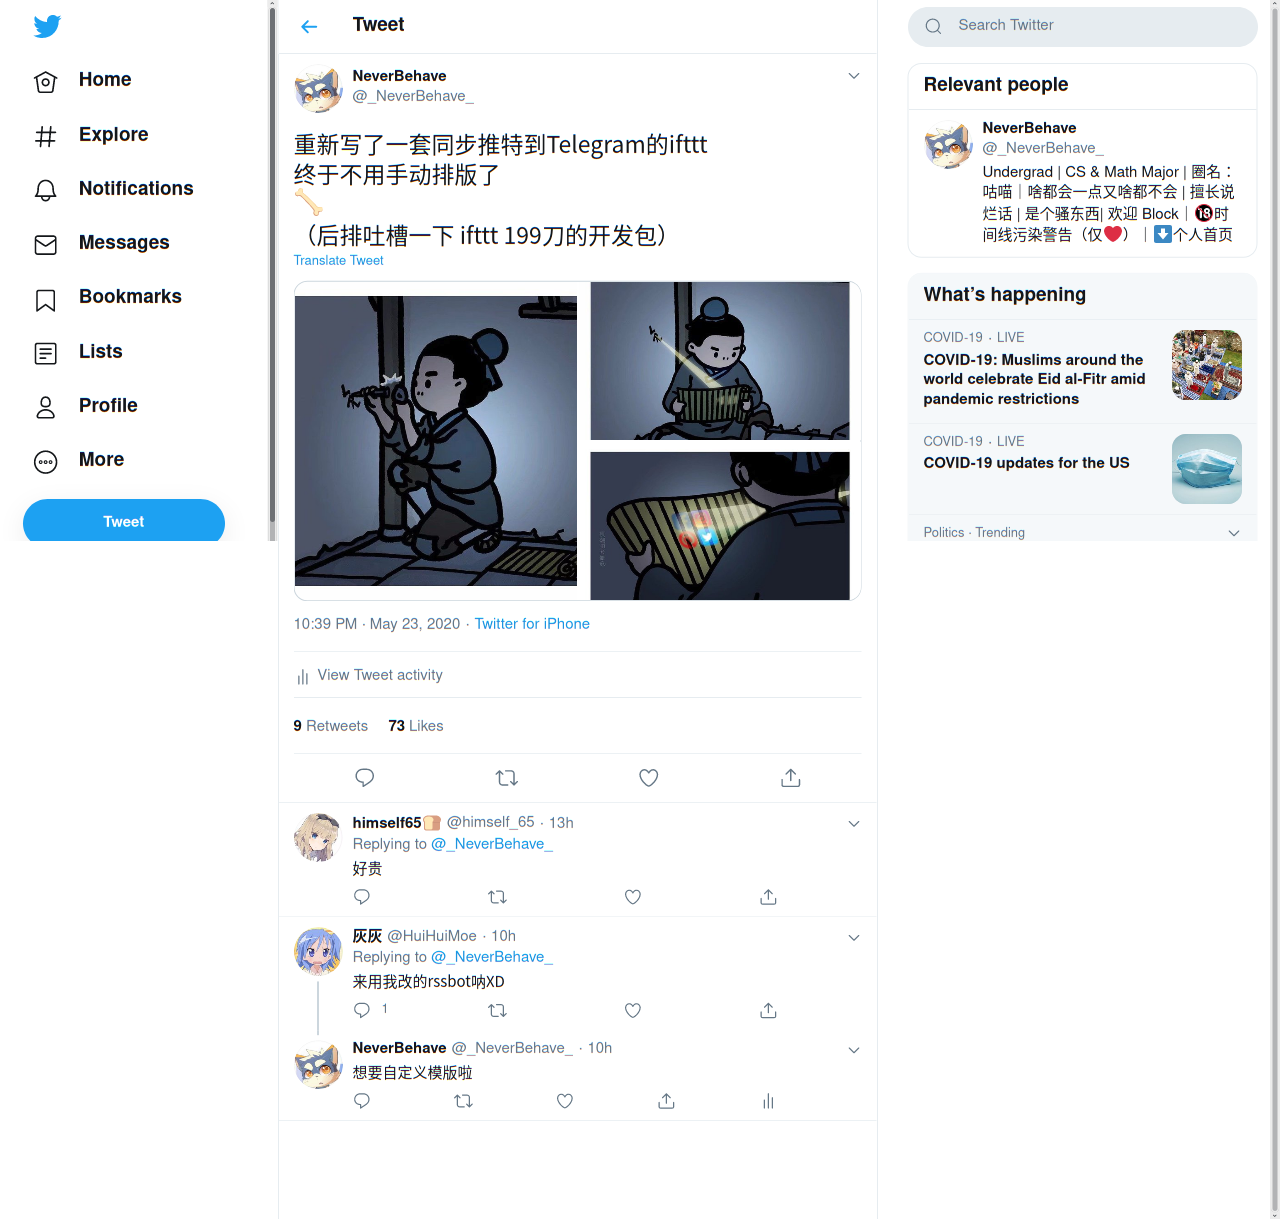 Home
Explore
Notifications
Messages
Bookmarks
Lists
Profile
More
Tweet
Tweet
NeverBehave
@_NeverBehave_
重新写了一套同步推特到Telegram的ifttt
终于不用手动排版了
🦴
（后排吐槽一下 ifttt 199刀的开发包）
Translate Tweet
10:39 PM · May 23, 2020 · Twitter for iPhone
View Tweet activity
9 Retweets 73 Likes
himself65🍞 @himself_65 · 13h
Replying to @_NeverBehave_
好贵
灰灰 @HuiHuiMoe · 10h
Replying to @_NeverBehave_
来用我改的rssbot呐XD
1
NeverBehave @_NeverBehave_ · 10h
想要自定义模版啦
Search Twitter
Relevant people
NeverBehave
@_NeverBehave_
Undergrad | CS & Math Major | 圈名：
咕喵｜啥都会一点又啥都不会 | 擅长说
烂话 | 是个骚东西| 欢迎 Block｜🔞时
间线污染警告（仅❤️）｜⬇️个人首页
What's happening
COVID-19 · LIVE
COVID-19: Muslims around the
world celebrate Eid al-Fitr amid
pandemic restrictions
COVID-19 · LIVE
COVID-19 updates for the US
Politics · Trending